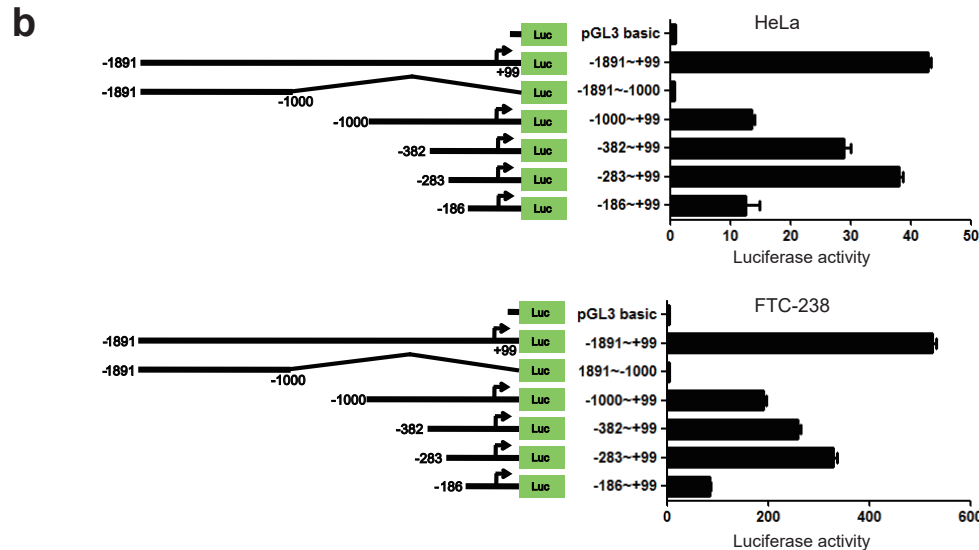 b
HeLa
Luc
pGL3 basic
-1891
+99
Luc
-1891~+99
-1891
-1000
Luc
-1891~-1000
-1000
Luc
-1000~+99
-382
Luc
-382~+99
-283
Luc
-283~+99
-186
Luc
-186~+99
0 10 20 30 40 50
Luciferase activity
FTC-238
Luc
pGL3 basic
-1891
+99
Luc
-1891~+99
-1891
-1000
Luc
1891~-1000
-1000
Luc
-1000~+99
-382
Luc
-382~+99
-283
Luc
-283~+99
-186
Luc
-186~+99
0 200 400 600
Luciferase activity